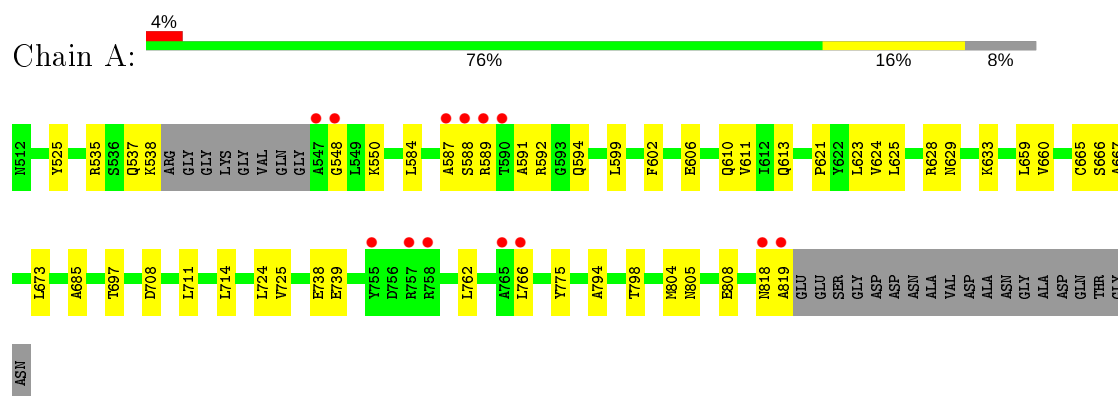 4%
Chain A:
76% 16% 8%
N512 Y525 R535 S536 Q537 K538 ARG GLY GLY LYS GLY VAL GLN GLY A547 G548 L549 K550 L584 A587 S588 R589 T590 A591 R592 G593 Q594 L599 F602 E606 Q610 V611 I612 Q613 P621 Y622 L623 V624 L625 R628 N629 K633 L659 V660 C665 S666 A667
L673 A685 T697 D708 L711 L714 L724 V725 E738 E739 Y755 D756 R757 R758 L762 A765 L766 Y775 A794 T798 M804 N805 E808 N818 A819 GLU GLU SER GLY ASP ASP ASN ALA VAL ASP ALA ASN GLY ALA ASP GLN THR GLY
ASN